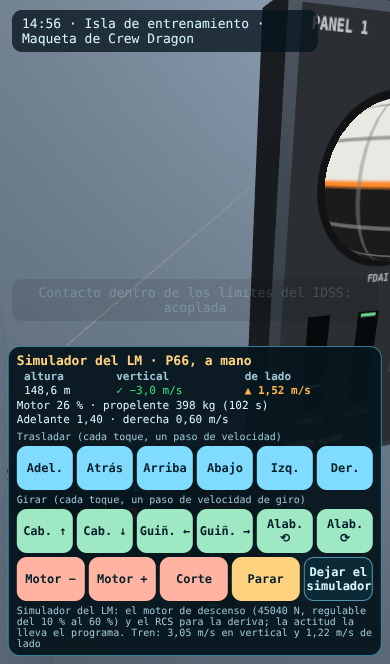 14:56 · Isla de entrenamiento ·
Maqueta de Crew Dragon
PANEL 1
FDAI
Contacto dentro de los límites del IDSS:
acoplada
Simulador del LM · P66, a mano
altura vertical de lado
148,6 m ✓ −3,0 m/s ▲ 1,52 m/s
Motor 26 % · propelente 398 kg (102 s)
Adelante 1,40 · derecha 0,60 m/s
Trasladar (cada toque, un paso de velocidad)
Adel. Atrás Arriba Abajo Izq. Der.
Girar (cada toque, un paso de velocidad de giro)
Cab. ↑ Cab. ↓ Guiñ. ← Guiñ. → Alab. ⟲ Alab. ⟳
Motor − Motor + Corte Parar Dejar el simulador
Simulador del LM: el motor de descenso (45040 N, regulable
del 10 % al 60 %) y el RCS para la deriva; la actitud la
lleva el programa. Tren: 3,05 m/s en vertical y 1,22 m/s de
lado